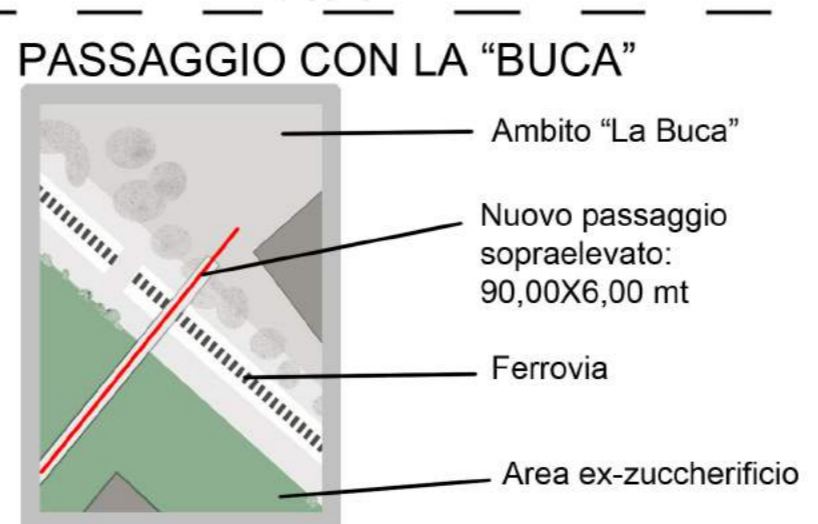 PASSAGGIO CON LA “BUCA”
Ambito “La Buca”
Nuovo passaggio
sopraelevato:
90,00X6,00 mt
Ferrovia
Area ex-zuccherificio